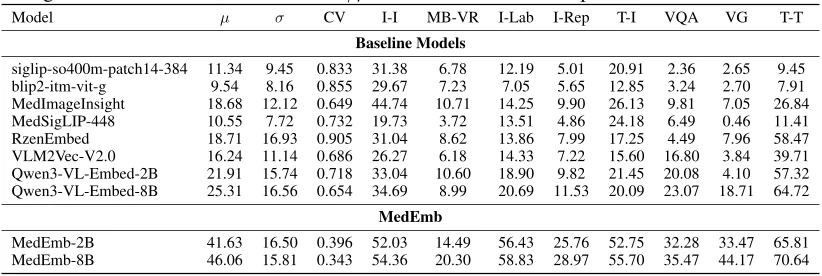 Model μ σ CV I-I MB-VR I-Lab I-Rep T-I VQA VG T-T
Baseline Models
siglip-so400m-patch14-384 11.34 9.45 0.833 31.38 6.78 12.19 5.01 20.91 2.36 2.65 9.45
blip2-itm-vit-g 9.54 8.16 0.855 29.67 7.23 7.05 5.65 12.85 3.24 2.70 7.91
MedImageInsight 18.68 12.12 0.649 44.74 10.71 14.25 9.90 26.13 9.81 7.05 26.84
MedSigLIP-448 10.55 7.72 0.732 19.73 3.72 13.51 4.86 24.18 6.49 0.46 11.41
RzenEmbed 18.71 16.93 0.905 31.04 8.62 13.86 7.99 17.25 4.49 7.96 58.47
VLM2Vec-V2.0 16.24 11.14 0.686 26.27 6.18 14.33 7.22 15.60 16.80 3.84 39.71
Qwen3-VL-Embed-2B 21.91 15.74 0.718 33.04 10.60 18.90 9.82 21.45 20.08 4.10 57.32
Qwen3-VL-Embed-8B 25.31 16.56 0.654 34.69 8.99 20.69 11.53 20.09 23.07 18.71 64.72
MedEmb
MedEmb-2B 41.63 16.50 0.396 52.03 14.49 56.43 25.76 52.75 32.28 33.47 65.81
MedEmb-8B 46.06 15.81 0.343 54.36 20.30 58.83 28.97 55.70 35.47 44.17 70.64